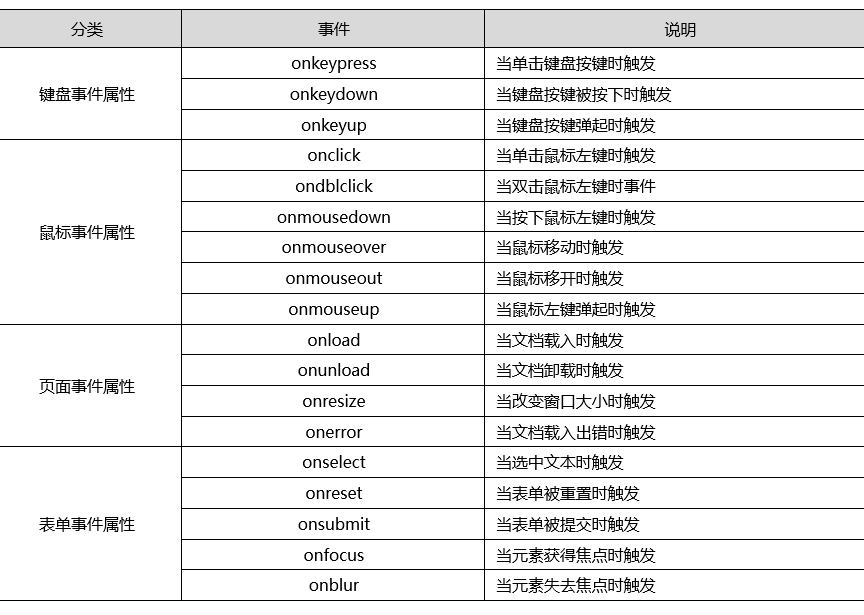 分类 事件 说明
onkeypress 当单击键盘按键时触发
键盘事件属性 onkeydown 当键盘按键被按下时触发
onkeyup 当键盘按键弹起时触发
onclick 当单击鼠标左键时触发
ondblclick 当双击鼠标左键时事件
onmousedown 当按下鼠标左键时触发
鼠标事件属性 onmouseover 当鼠标移动时触发
onmouseout 当鼠标移开时触发
onmouseup 当鼠标左键弹起时触发
onload 当文档载入时触发
onunload 当文档卸载时触发
页面事件属性 onresize 当改变窗口大小时触发
onerror 当文档载入出错时触发
onselect 当选中文本时触发
onreset 当表单被重置时触发
表单事件属性 onsubmit 当表单被提交时触发
onfocus 当元素获得焦点时触发
onblur 当元素失去焦点时触发